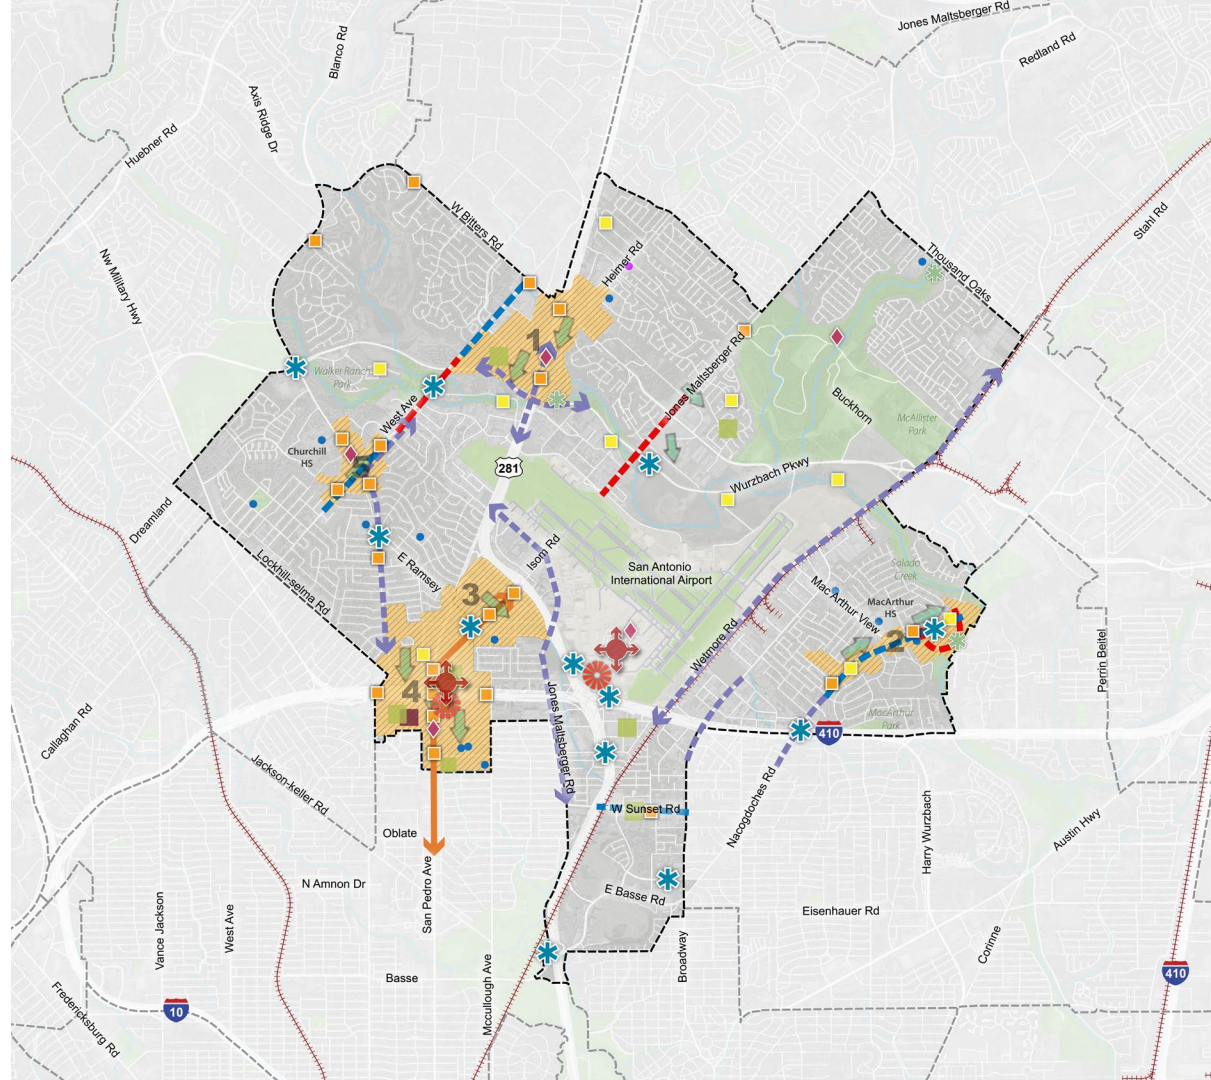 Jones Maltsberger Rd
Redland Rd
Blanco Rd
Axis Ridge Dr
Huebner Rd
Stahl Rd
W Bitters Rd
Heimer Rd
Thousand Oaks
Nw Military Hwy
1
Jones Maltsberger Rd
Walker Ranch
Park
Buckhorn
West Ave
McAllister
Park
Churchill
HS
5
281
Wurzbach Pkwy
Dreamland
Isom Rd
E Ramsey
San Antonio
International Airport
Salado
Creek
Lockhill-selma Rd
Mac Arthur View
MacArthur
HS
3
2
Wetmore Rd
Perrin Beitel
4
Callaghan Rd
Jones Maltsberger Rd
MacArthur
Park
410
Jackson-keller Rd
W Sunset Rd
Nacogdoches Rd
Harry Wurzbach
Austin Hwy
Oblate
N Amnon Dr
San Pedro Ave
E Basse Rd
Eisenhauer Rd
Vance Jackson
West Ave
Corinne
Broadway
Basse
Mccullough Ave
410
10
Fredericksburg Rd